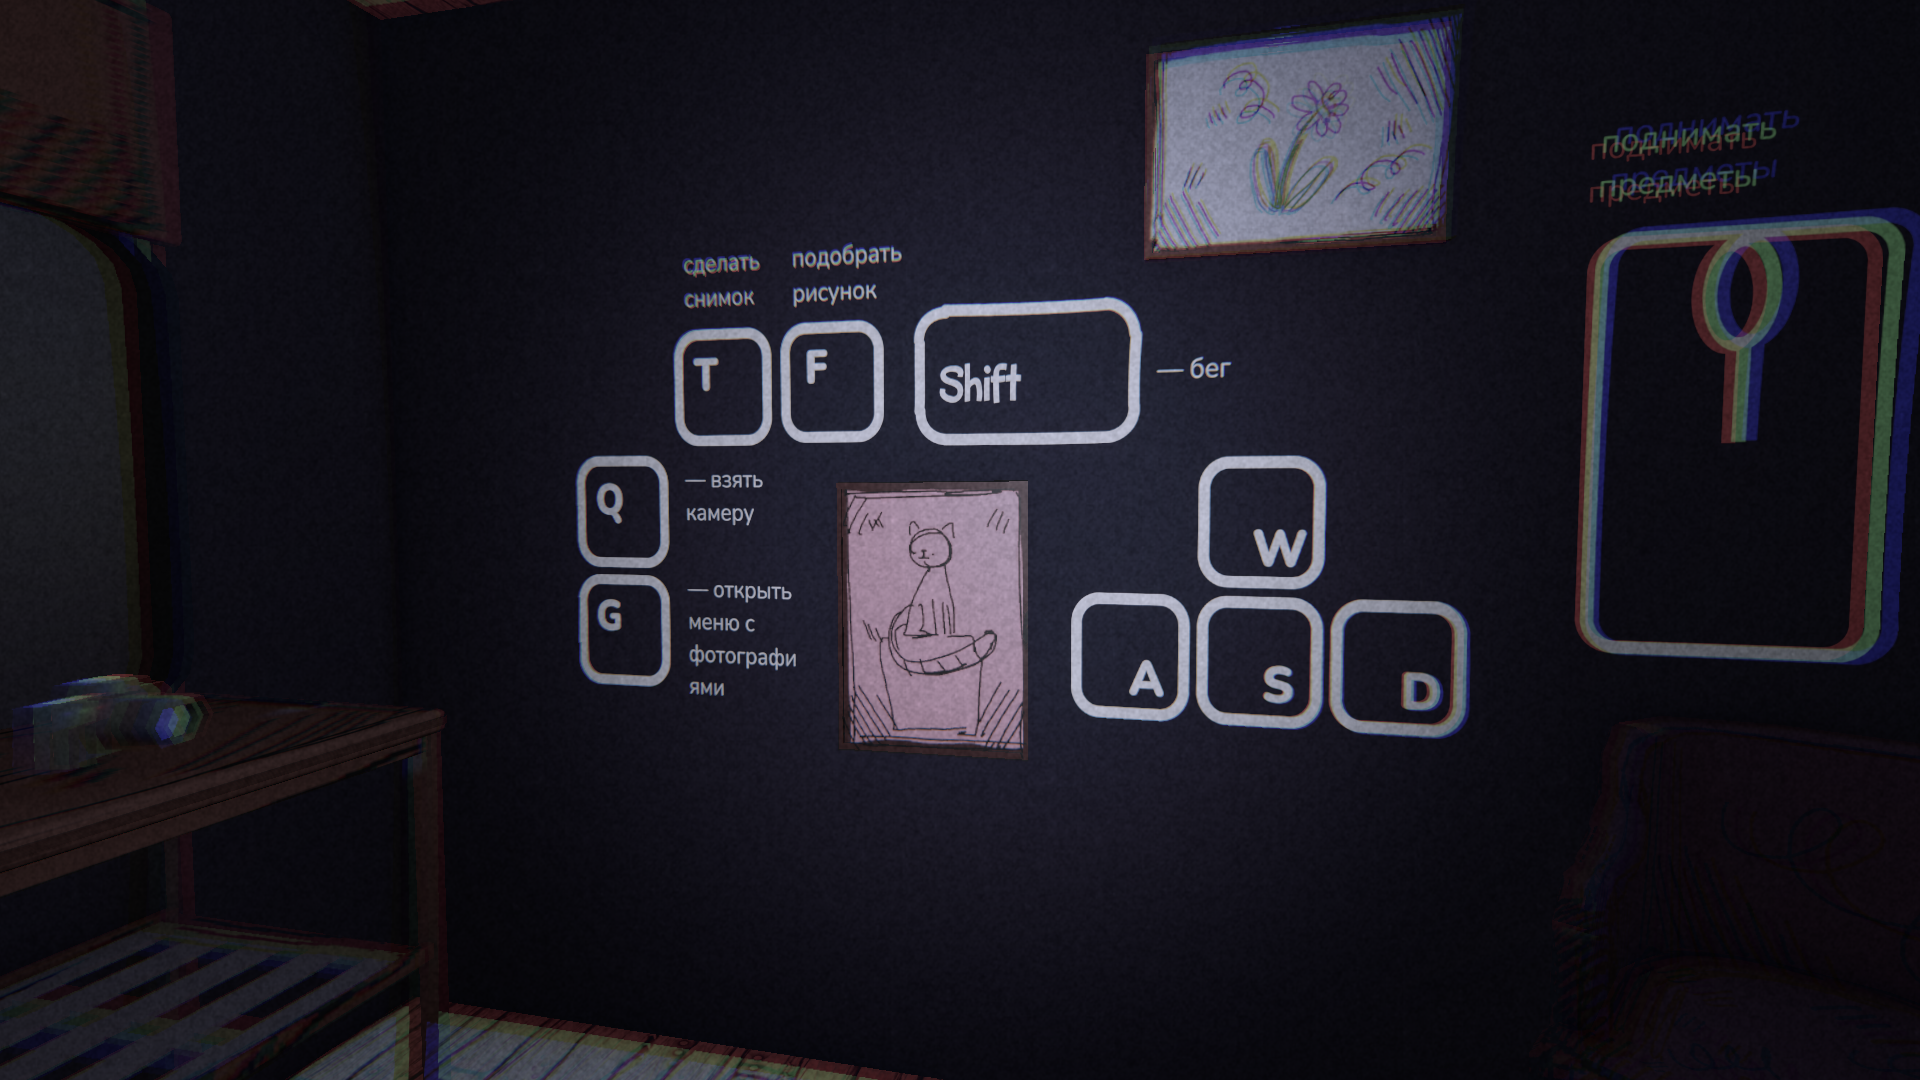 поднимать
предметы
сделать
снимок
подобрать
рисунок
T
F
Shift
— бег
Q
— взять
камеру
G
— открыть
меню с
фотографи
ями
W
A
S
D